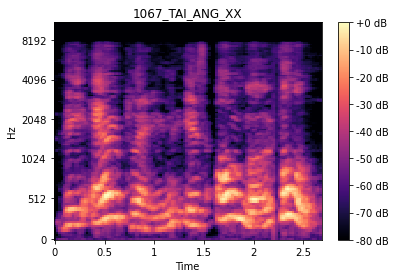 1067_TAI_ANG_XX
+0 dB
8192
-10 dB
4096
-20 dB
-30 dB
2048
-40 dB
Hz
1024
-50 dB
-60 dB
512
-70 dB
0
-80 dB
0 0.5 1 1.5 2 2.5
Time